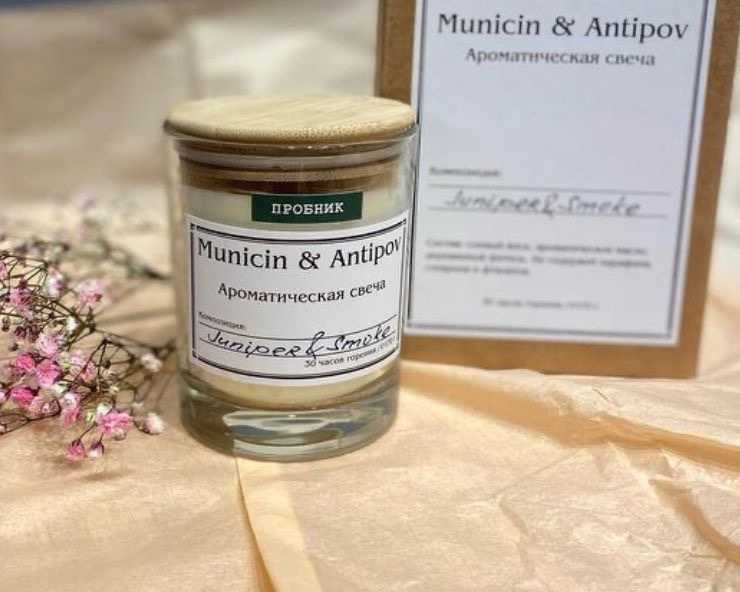 Municin & Antipov
Ароматическая свеча
Композиция:
Juniper & Smoke
ПРОБНИК
Municin & Antipov
Ароматическая свеча
Композиция:
Juniper & Smoke
30 часов горения